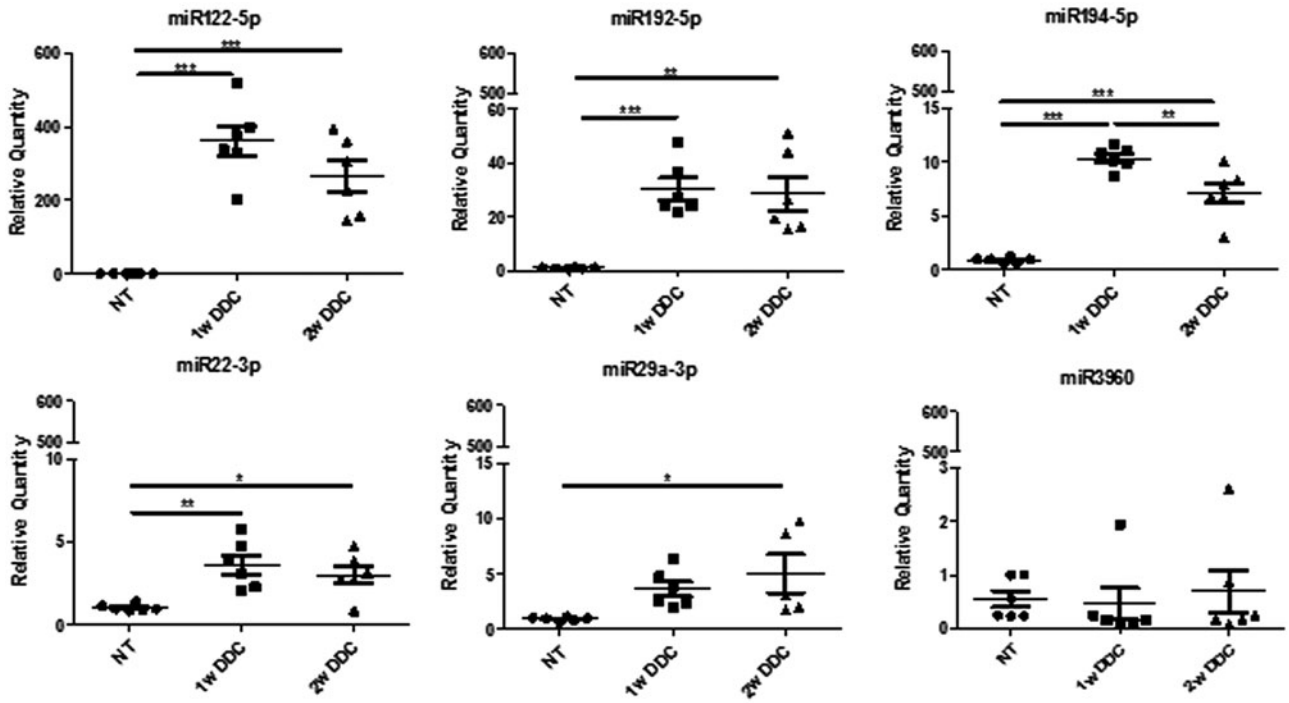 miR122-5p
Relative Quantity
600
400
200
0
***
***
NT
1w DDC
2w DDC
miR192-5p
Relative Quantity
600
500
60
40
20
0
**
***
NT
1w DDC
2w DDC
miR194-5p
Relative Quantity
600
500
15
10
5
0
***
***
**
NT
1w DDC
2w DDC
miR22-3p
Relative Quantity
600
500
10
5
0
*
**
NT
1w DDC
2w DDC
miR29a-3p
Relative Quantity
600
500
15
10
5
0
*
NT
1w DDC
2w DDC
miR3960
Relative Quantity
600
500
3
2
1
0
NT
1w DDC
2w DDC